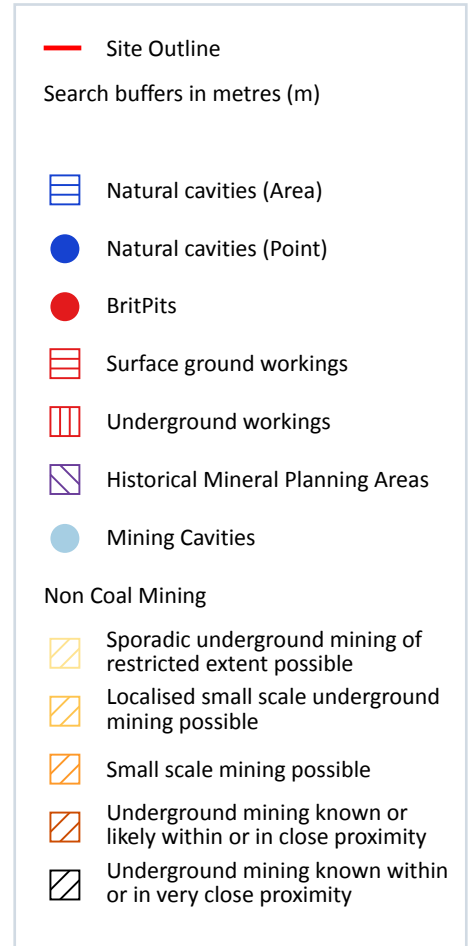 Site Outline
Search buffers in metres (m)
Natural cavities (Area)
Natural cavities (Point)
BritPits
Surface ground workings
Underground workings
Historical Mineral Planning Areas
Mining Cavities
Non Coal Mining
Sporadic underground mining of
restricted extent possible
Localised small scale underground
mining possible
Small scale mining possible
Underground mining known or
likely within or in close proximity
Underground mining known within
or in very close proximity